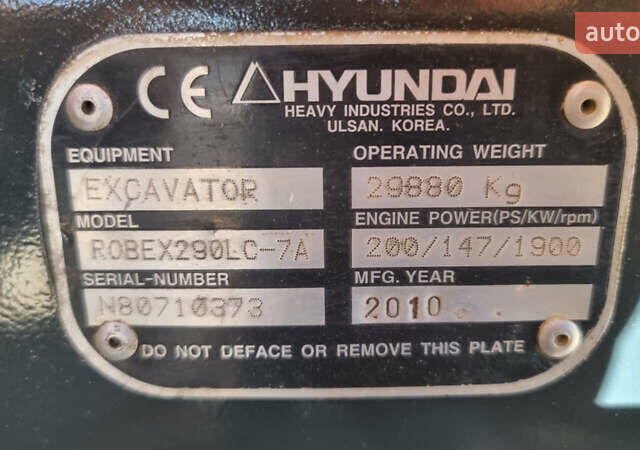 auto
CE HYUNDAI
HEAVY INDUSTRIES CO., LTD.
ULSAN. KOREA.
EQUIPMENT
EXCAVATOR
OPERATING WEIGHT
29880 Kg
MODEL
ROBEX290LC-7A
ENGINE POWER(PS/KW/rpm)
200/147/1900
SERIAL-NUMBER
N80710373
MFG. YEAR
2010
DO NOT DEFACE OR REMOVE THIS PLATE